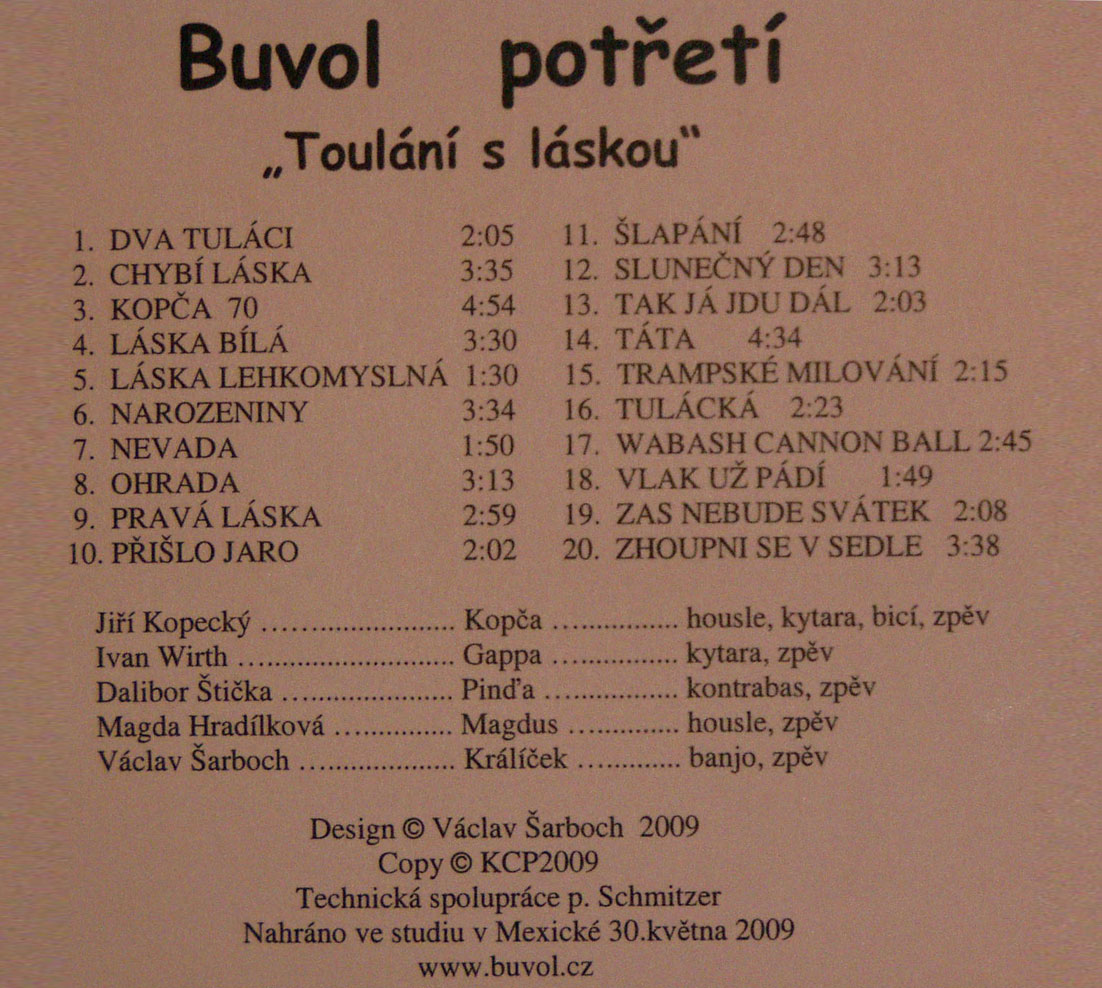 Buvol potřetí
„Toulání s láskou“
1. DVA TULÁCI 2:05
2. CHYBÍ LÁSKA 3:35
3. KOPČA 70 4:54
4. LÁSKA BÍLÁ 3:30
5. LÁSKA LEHKOMYSLNÁ 1:30
6. NAROZENINY 3:34
7. NEVADA 1:50
8. OHRADA 3:13
9. PRAVÁ LÁSKA 2:59
10. PŘIŠLO JARO 2:02
11. ŠLAPÁNÍ 2:48
12. SLUNEČNÝ DEN 3:13
13. TAK JÁ JDU DÁL 2:03
14. TÁTA 4:34
15. TRAMPSKÉ MILOVÁNÍ 2:15
16. TULÁCKÁ 2:23
17. WABASH CANNON BALL 2:45
18. VLAK UŽ PÁDÍ 1:49
19. ZAS NEBUDE SVÁTEK 2:08
20. ZHOUPNI SE V SEDLE 3:38
Jiří Kopecký ........................... Kopča ................. housle, kytara, bicí, zpěv
Ivan Wirth ............................. Gappa ................. kytara, zpěv
Dalibor Štička ....................... Pinďa .................. kontrabas, zpěv
Magda Hradílková ............... Magdus ............... housle, zpěv
Václav Šarboch ..................... Králíček .............. banjo, zpěv
Design © Václav Šarboch 2009
Copy © KCP2009
Technická spolupráce p. Schmitzer
Nahráno ve studiu v Mexické 30.května 2009
www.buvol.cz